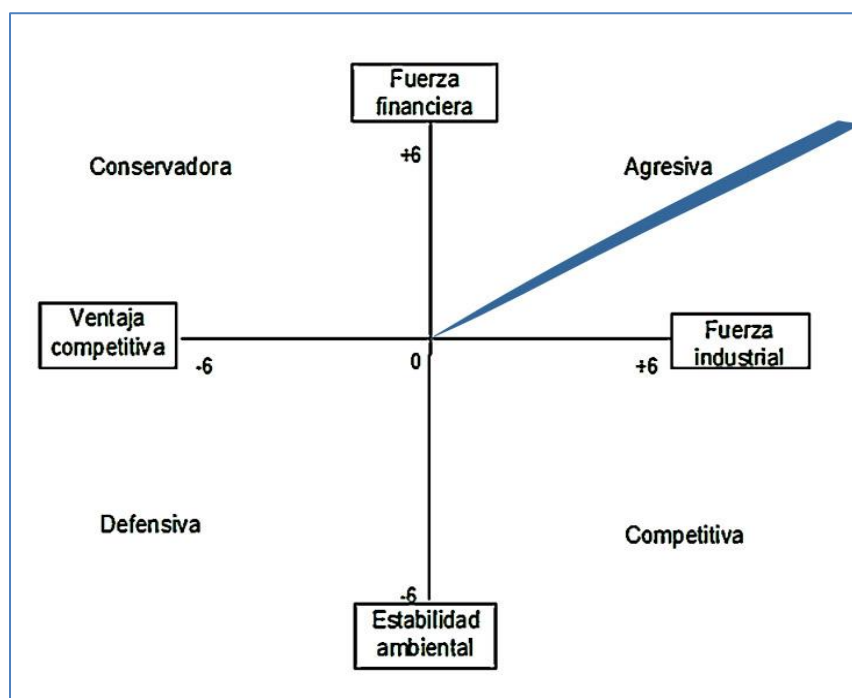 Fuerza
financiera
+6
Conservadora
Agresiva
Ventaja
competitiva
-6
0
+6
Fuerza
industrial
Defensiva
Competitiva
-6
Estabilidad
ambiental